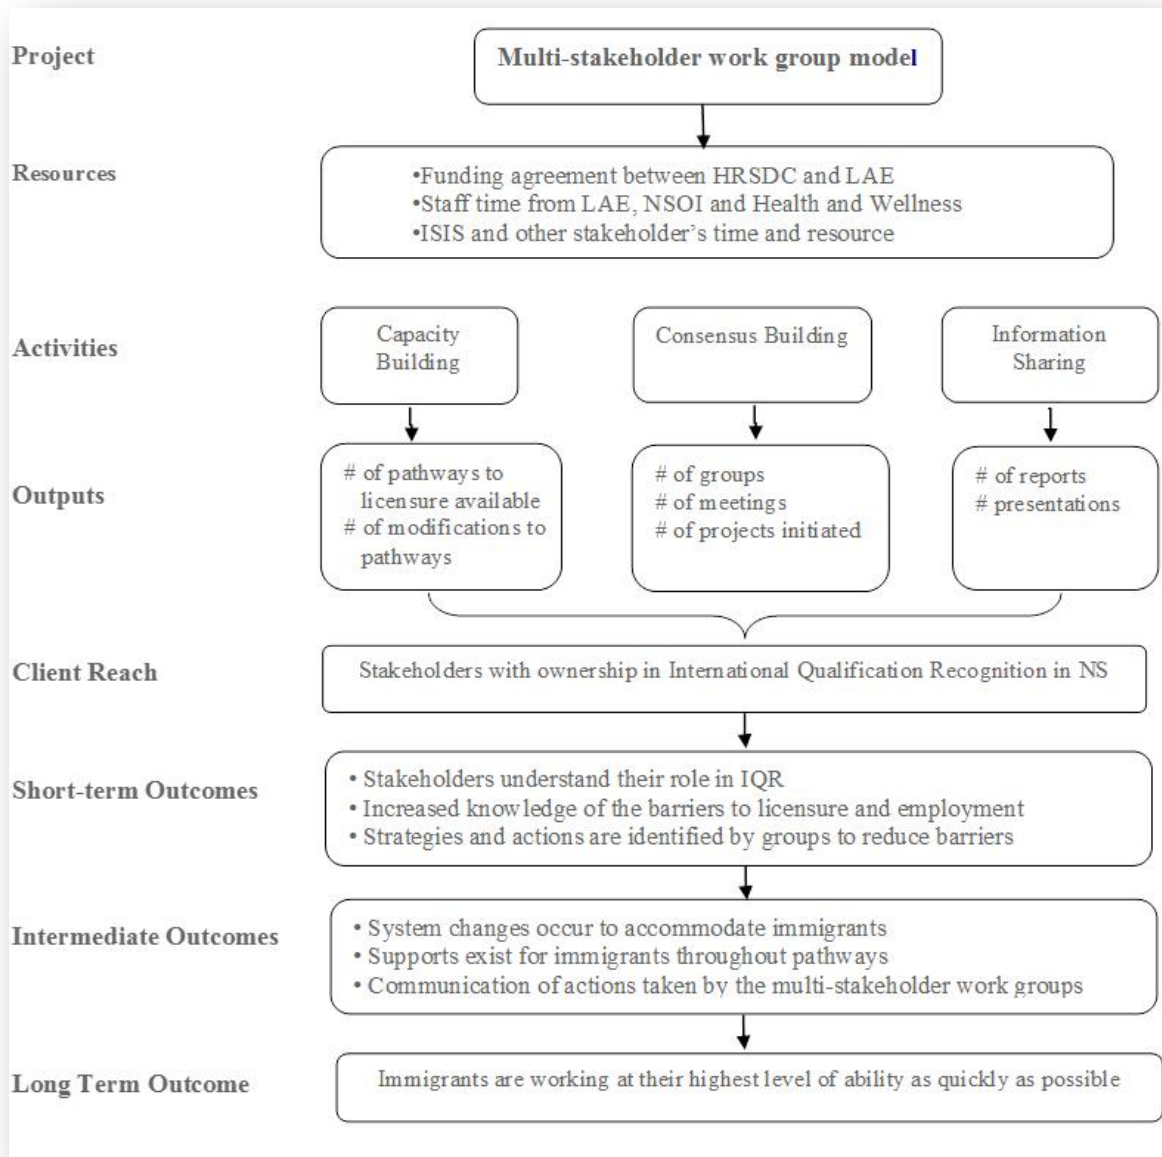 Project
Multi-stakeholder work group model
Resources
•Funding agreement between HRSDC and LAE
•Staff time from LAE, NSOI and Health and Wellness
•ISIS and other stakeholder's time and resource
Activities
Capacity
Building
Consensus Building
Information
Sharing
Outputs
# of pathways to
licensure available
# of modifications to
pathways
# of groups
# of meetings
# of projects initiated
# of reports
# presentations
Client Reach
Stakeholders with ownership in International Qualification Recognition in NS
Short-term Outcomes
• Stakeholders understand their role in IQR
• Increased knowledge of the barriers to licensure and employment
• Strategies and actions are identified by groups to reduce barriers
Intermediate Outcomes
• System changes occur to accommodate immigrants
• Supports exist for immigrants throughout pathways
• Communication of actions taken by the multi-stakeholder work groups
Long Term Outcome
Immigrants are working at their highest level of ability as quickly as possible